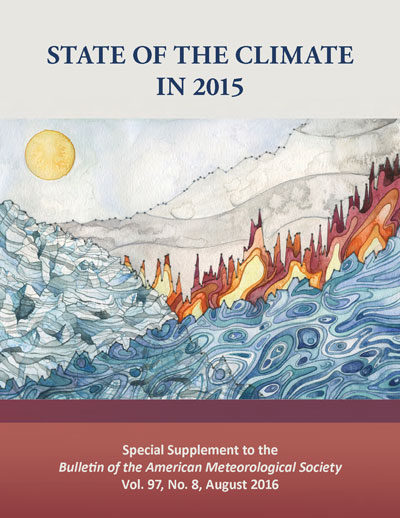 STATE OF THE CLIMATE
IN 2015
Special Supplement to the
Bulletin of the American Meteorological Society
Vol. 97, No. 8, August 2016